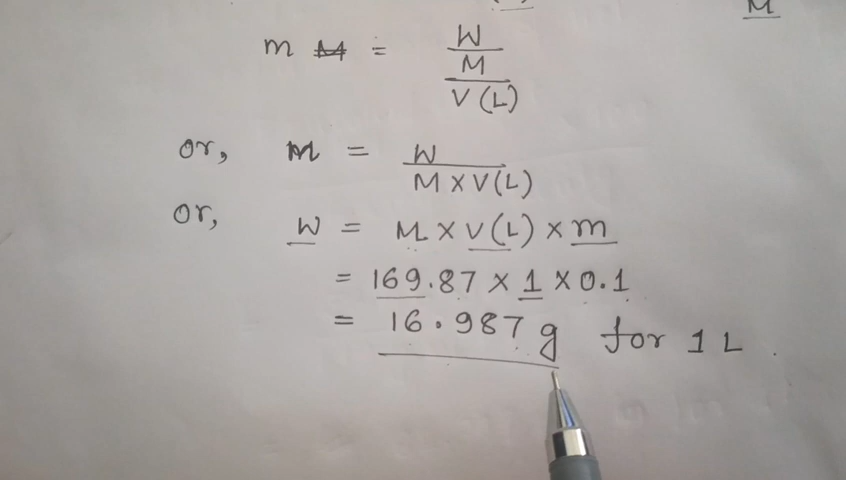 M
m = W / M / V(L)
or, m = W / M × V(L)
or, W = M × V(L) × m
= 169.87 × 1 × 0.1
= 16.987 g for 1 L.